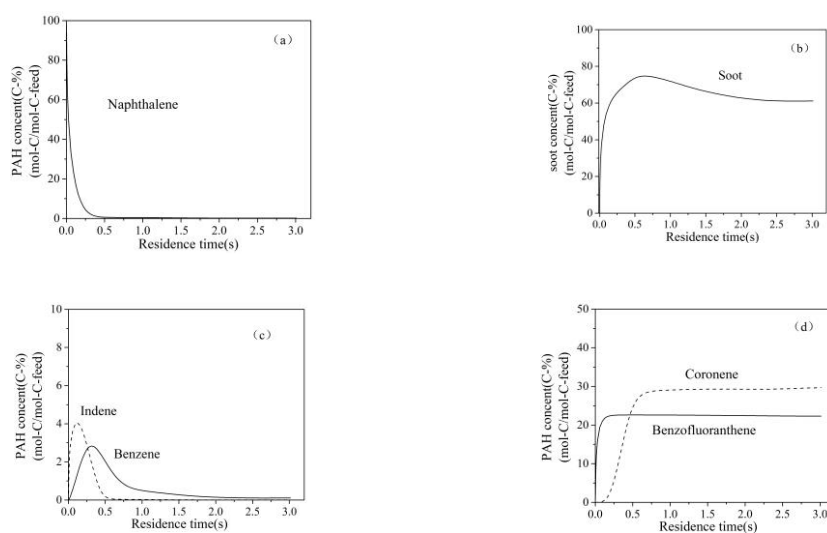 (a)
Naphthalene
PAH concent(C-%)
(mol-C/mol-C-feed)
100
80
60
40
20
0
0.0 0.5 1.0 1.5 2.0 2.5 3.0
Residence time(s)
(b)
Soot
soot concent(C-%)
(mol-C/mol-C-feed)
100
80
60
40
20
0
0.0 0.5 1.0 1.5 2.0 2.5 3.0
Residence time(s)
(c)
Indene
Benzene
PAH concent(C-%)
(mol-C/mol-C-feed)
10
8
6
4
2
0
0.0 0.5 1.0 1.5 2.0 2.5 3.0
Residence time(s)
(d)
Coronene
Benzofluoranthene
PAH concent(C-%)
(mol-C/mol-C-feed)
50
40
30
20
10
0
0.0 0.5 1.0 1.5 2.0 2.5 3.0
Residence time(s)